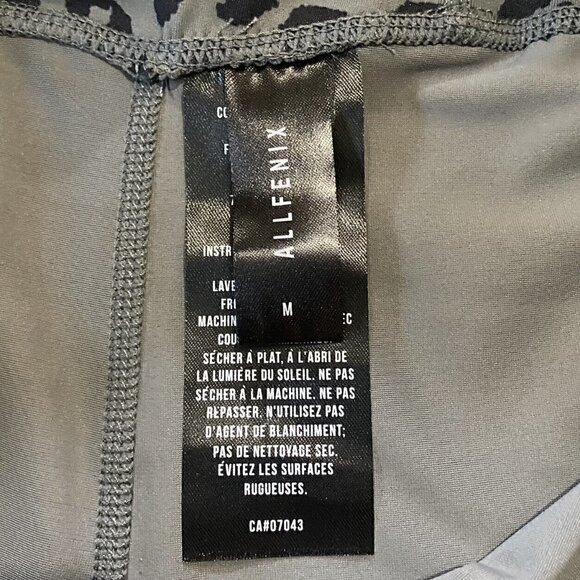 ALLFENIX
M
SÉCHER À PLAT, À L'ABRI DE
LA LUMIÈRE DU SOLEIL. NE PAS
SÉCHER À LA MACHINE. NE PAS
REPASSER. N'UTILISEZ PAS
D'AGENT DE BLANCHIMENT;
PAS DE NETTOYAGE SEC.
ÉVITEZ LES SURFACES
RUGUEUSES.
CA#07043